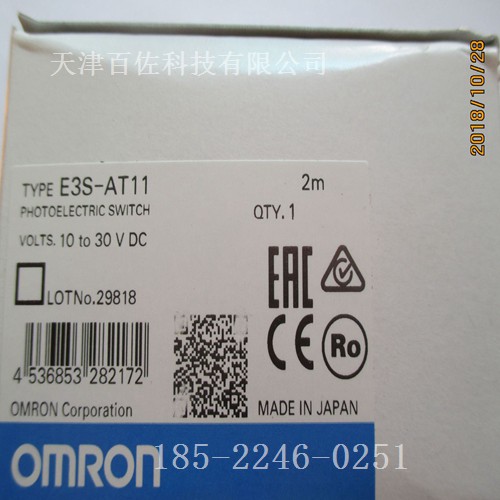 天津百佐科技有限公司
2018/10/28
TYPE E3S-AT11 2m
PHOTOELECTRIC SWITCH QTY. 1
VOLTS. 10 to 30 V DC
LOTNo.29818
EAC
CE
Ro
4 536853 282172
OMRON Corporation MADE IN JAPAN
OMRON
185-2246-0251